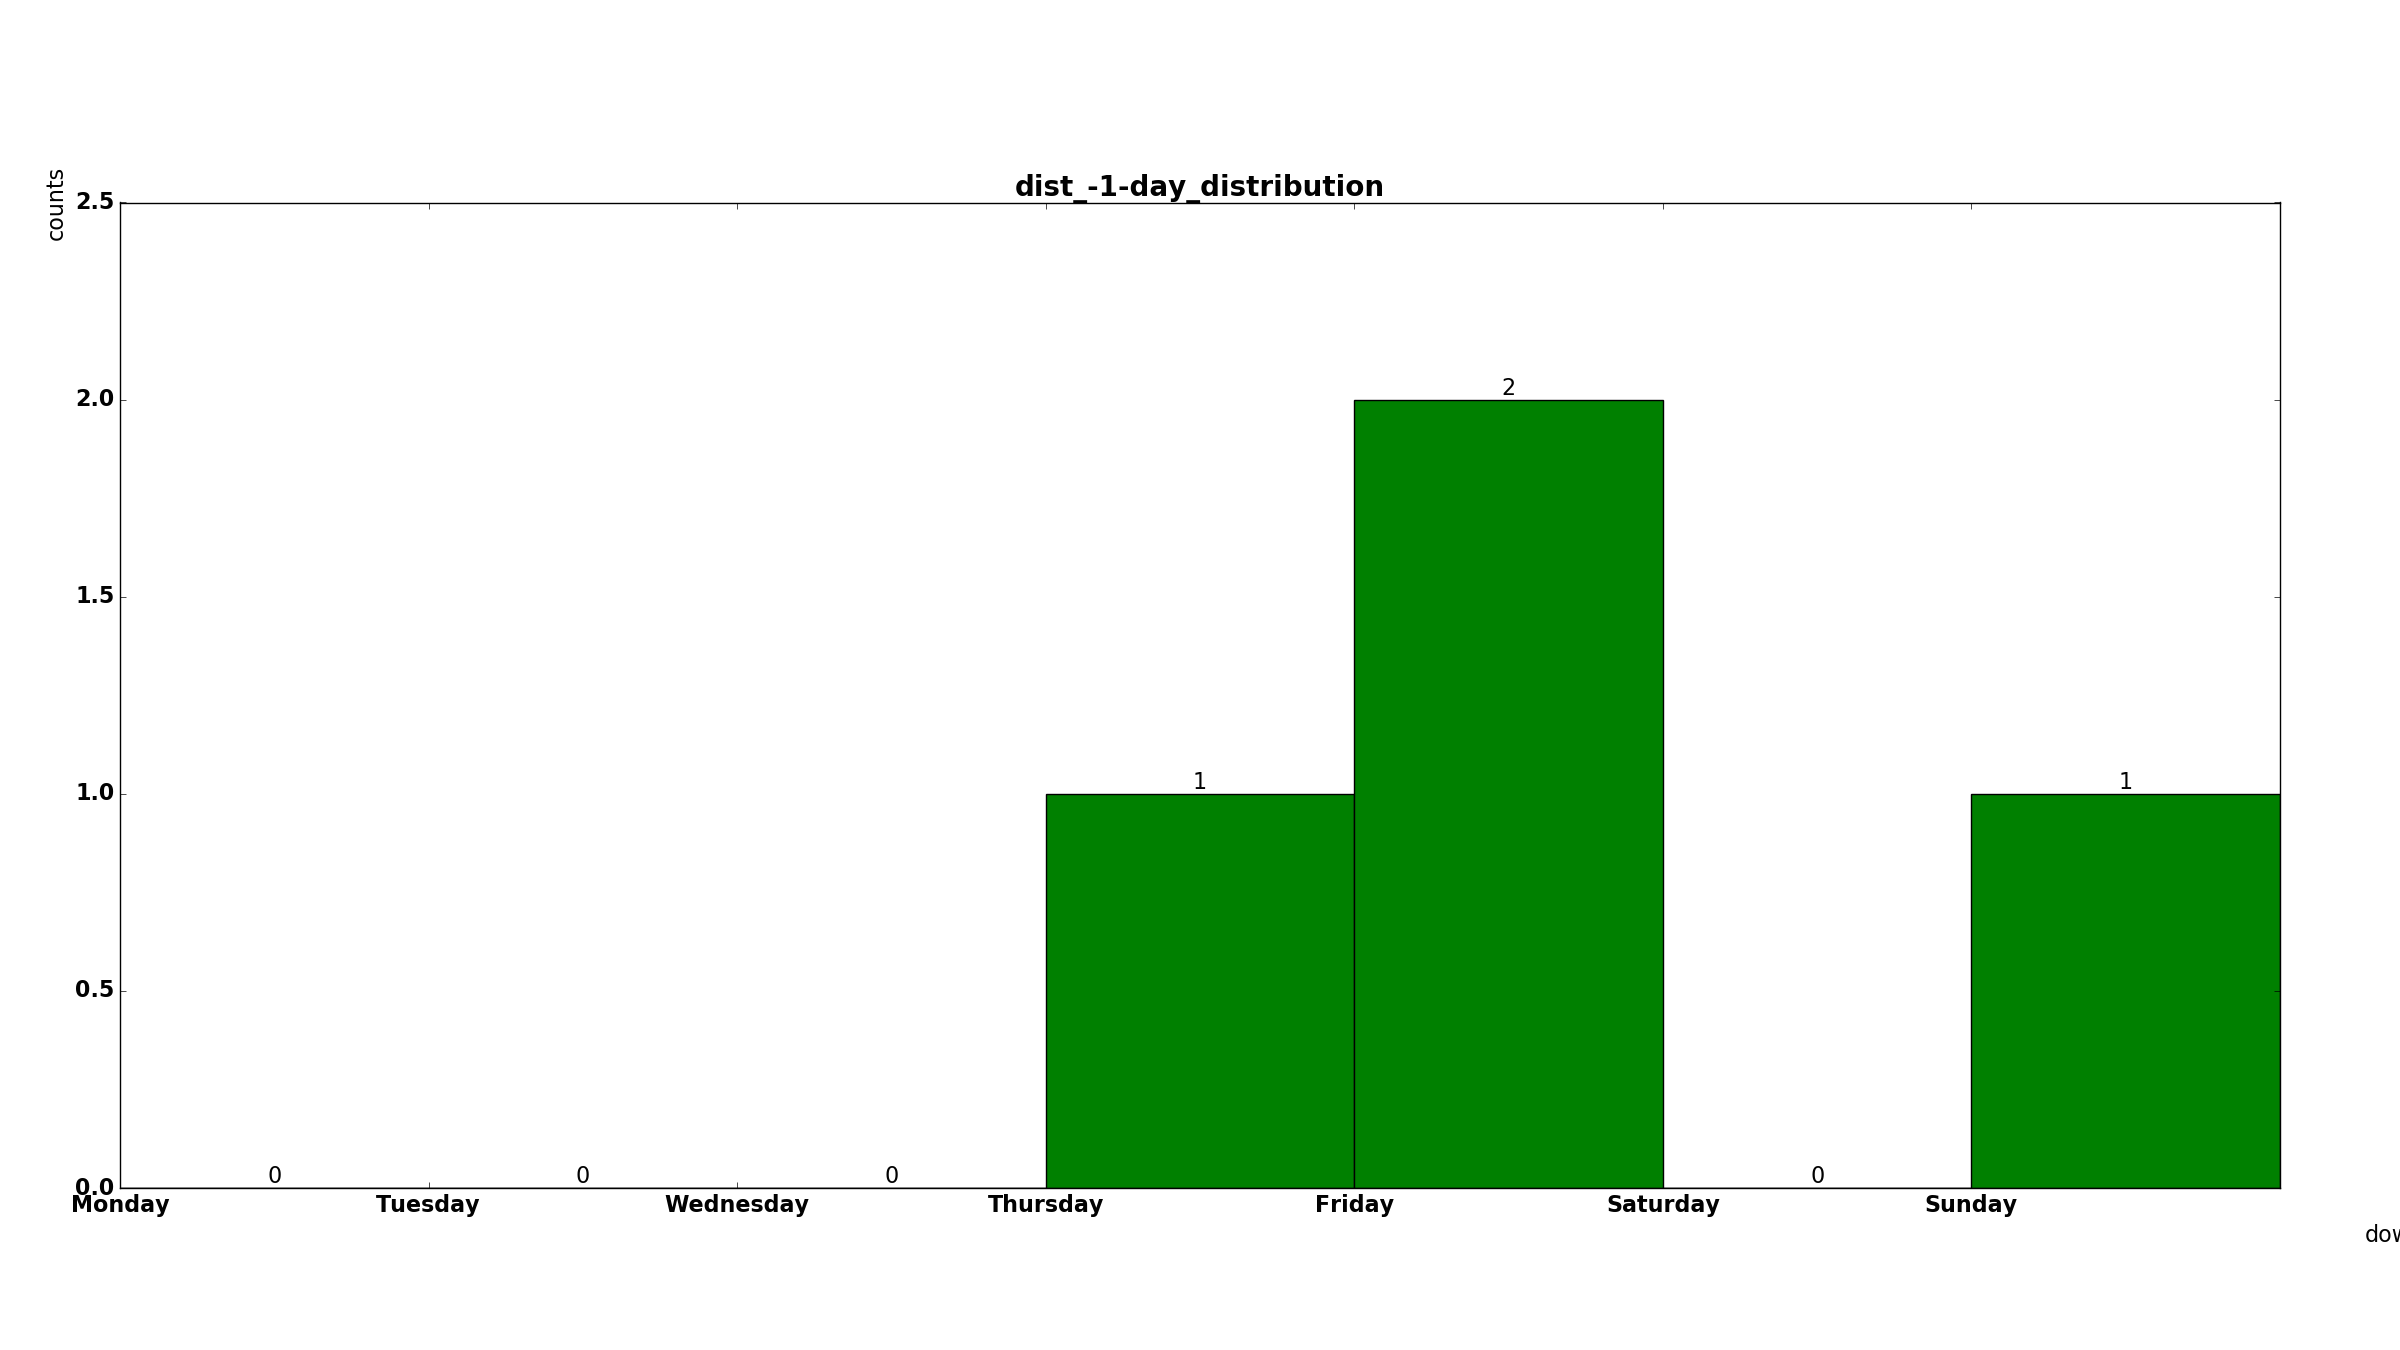 dist_-1-day_distribution
counts
2.5
2.0
1.5
1.0
0.5
0.0
0 0 0 1 2 0 1
Monday Tuesday Wednesday Thursday Friday Saturday Sunday